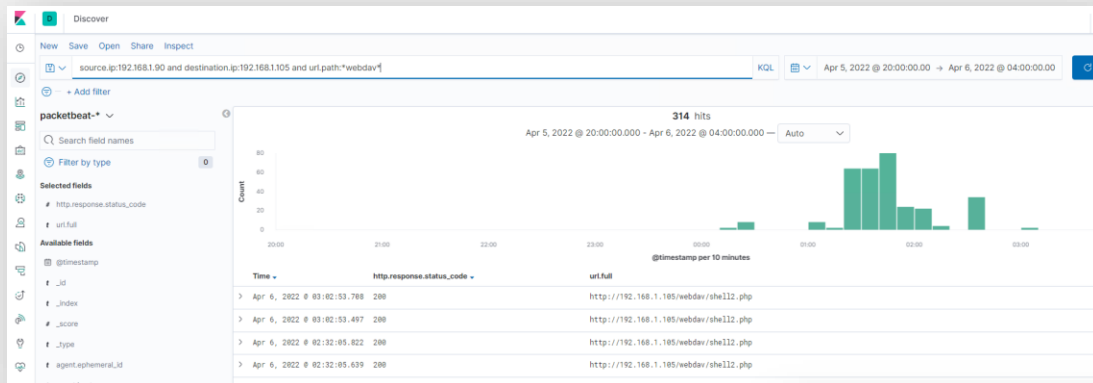 D Discover
New Save Open Share Inspect
source.ip:192.168.1.90 and destination.ip:192.168.1.105 and url.path:*webdav* KQL Apr 5, 2022 @ 20:00:00.00 → Apr 6, 2022 @ 04:00:00.00
+ Add filter
packetbeat-*
Search field names
Filter by type 0
Selected fields
# http.response.status_code
t url.full
Available fields
@timestamp
t _id
t _index
# _score
t _type
t agent.ephemeral_id
314 hits
Apr 5, 2022 @ 20:00:00.000 - Apr 6, 2022 @ 04:00:00.000 — Auto
Count
80
60
40
20
0
20:00 21:00 22:00 23:00 00:00 01:00 02:00 03:00
@timestamp per 10 minutes
Time http.response.status_code url.full
> Apr 6, 2022 @ 03:02:53.708 200 http://192.168.1.105/webdav/shell2.php
> Apr 6, 2022 @ 03:02:53.497 200 http://192.168.1.105/webdav/shell2.php
> Apr 6, 2022 @ 02:32:05.822 200 http://192.168.1.105/webdav/shell2.php
> Apr 6, 2022 @ 02:32:05.639 200 http://192.168.1.105/webdav/shell2.php